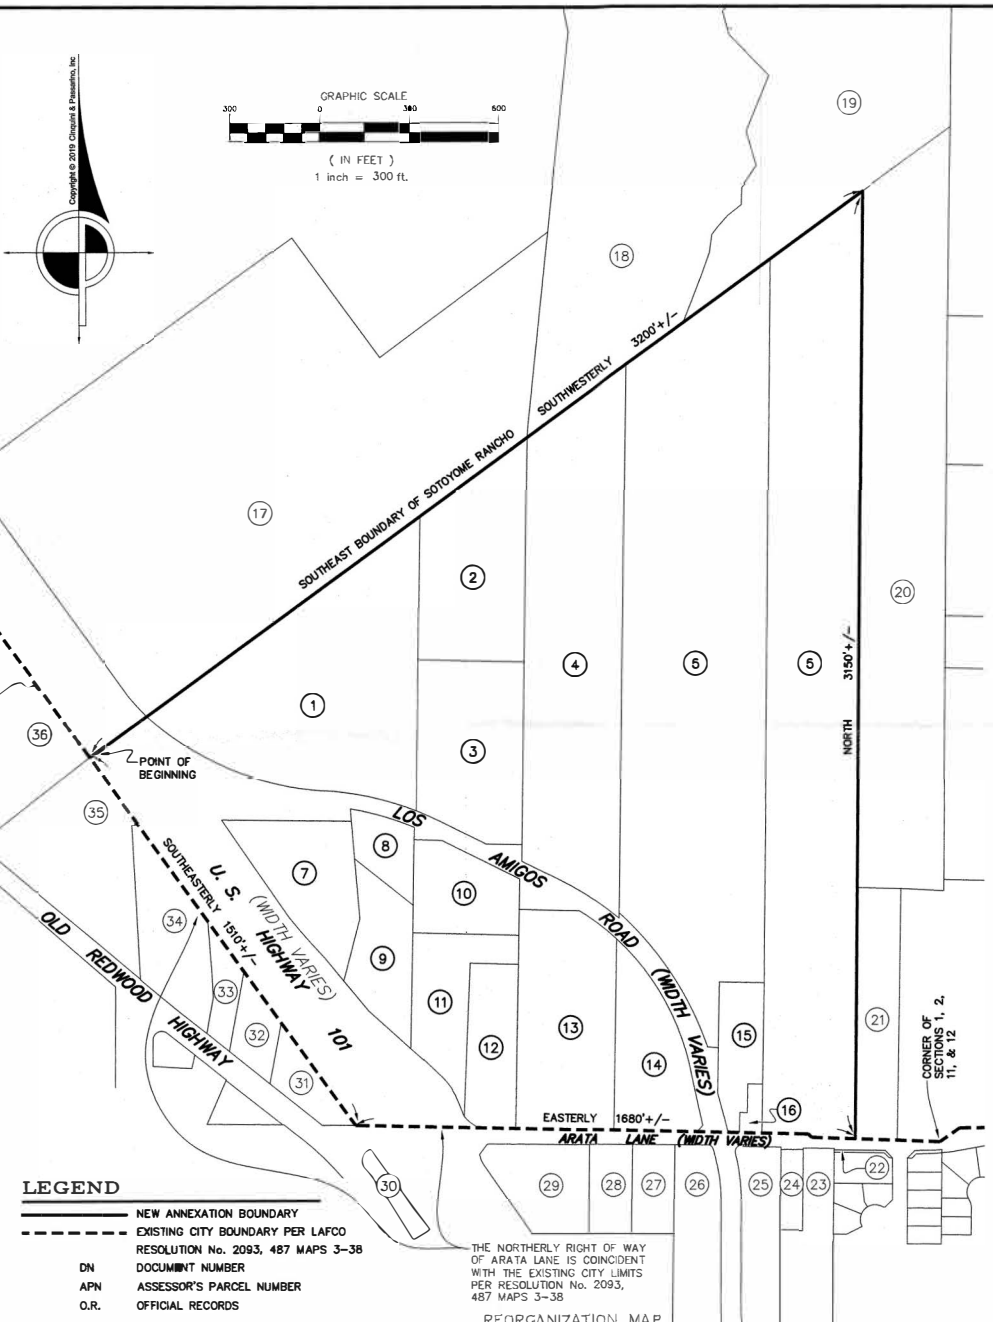 Copyright © 2019 Cinquini & Passarino, Inc
GRAPHIC SCALE
300 0 300 600
( IN FEET )
1 inch = 300 ft.
19
18
17
SOUTHEAST BOUNDARY OF SOTOYOME RANCHO SOUTHWESTERLY 3200'+/-
2
20
4
5
5
NORTH 3150'+/-
1
36
3
POINT OF
BEGINNING
35
LOS AMIGOS ROAD (WIDTH VARIES)
8
7
10
SOUTHEASTERLY 1510'+/-
U. S. HIGHWAY 101
(WIDTH VARIES)
34
OLD REDWOOD HIGHWAY
9
33
11
13
32
12
15
21
14
31
CORNER OF
SECTIONS 1, 2,
11, & 12
16
EASTERLY 1680'+/-
ARATA LANE (WIDTH VARIES)
22
30
29
28
27
26
25
24
23
LEGEND
NEW ANNEXATION BOUNDARY
EXISTING CITY BOUNDARY PER LAFCO
RESOLUTION No. 2093, 487 MAPS 3-38
DN DOCUMENT NUMBER
APN ASSESSOR'S PARCEL NUMBER
O.R. OFFICIAL RECORDS
THE NORTHERLY RIGHT OF WAY
OF ARATA LANE IS COINCIDENT
WITH THE EXISTING CITY LIMITS
PER RESOLUTION No. 2093,
487 MAPS 3-38
REORGANIZATION MAP